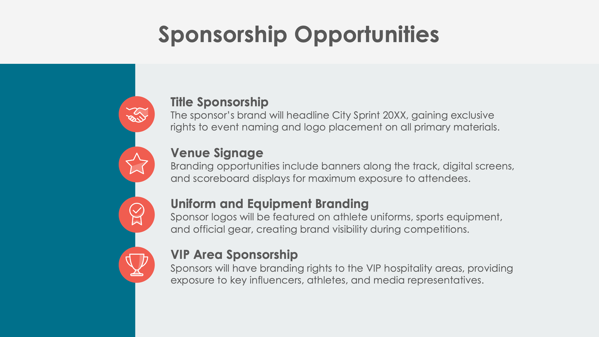 Sponsorship Opportunities
Title Sponsorship
The sponsor's brand will headline City Sprint 20XX, gaining exclusive
rights to event naming and logo placement on all primary materials.
Venue Signage
Branding opportunities include banners along the track, digital screens,
and scoreboard displays for maximum exposure to attendees.
Uniform and Equipment Branding
Sponsor logos will be featured on athlete uniforms, sports equipment,
and official gear, creating brand visibility during competitions.
VIP Area Sponsorship
Sponsors will have branding rights to the VIP hospitality areas, providing
exposure to key influencers, athletes, and media representatives.